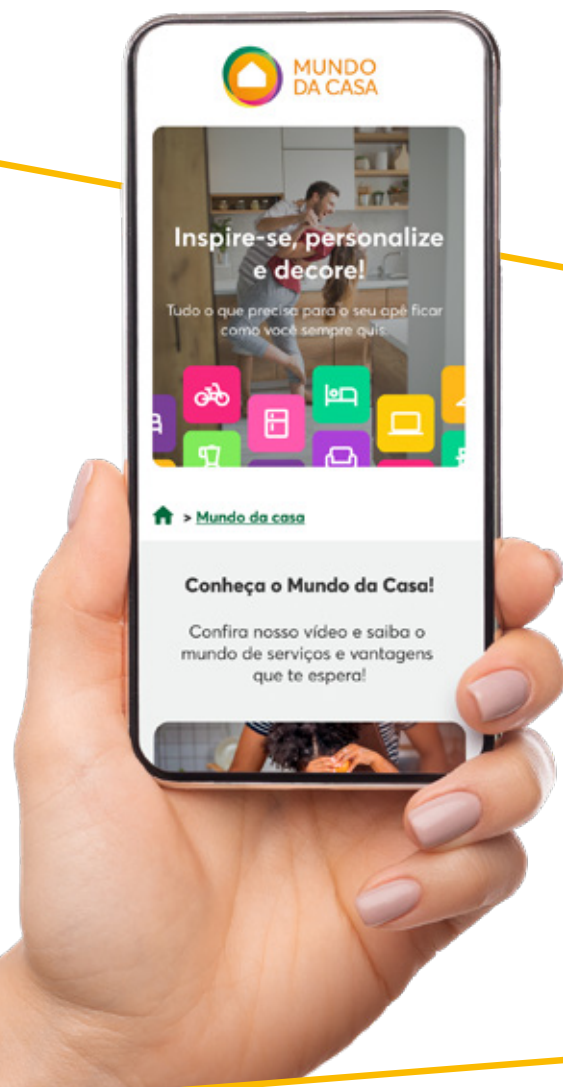 MUNDO
DA CASA
Inspire-se, personalize
e decore!
Tudo o que precisa para o seu apê ficar
como você sempre quis.
> Mundo da casa
Conheça o Mundo da Casa!
Confira nosso vídeo e saiba o
mundo de serviços e vantagens
que te espera!